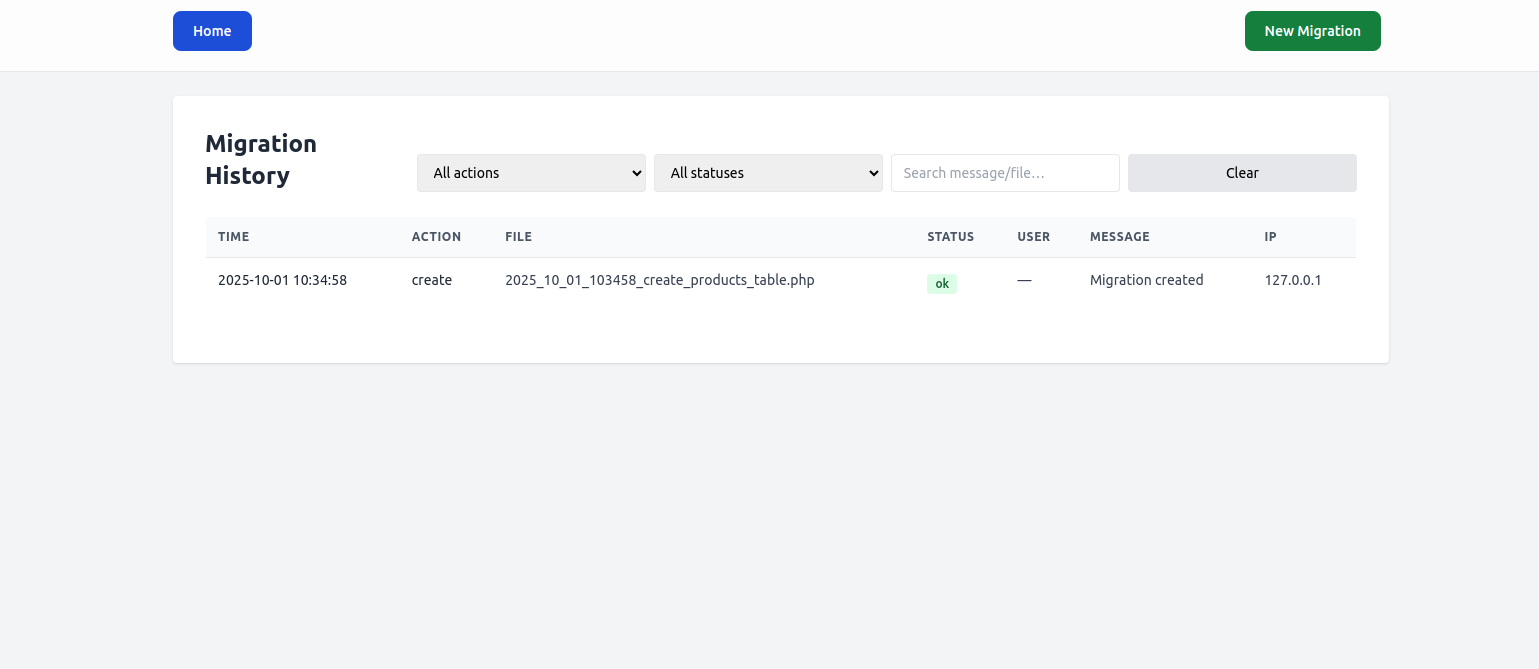 Home New Migration
Migration
History
All actions All statuses Search message/file… Clear
TIME ACTION FILE STATUS USER MESSAGE IP
2025-10-01 10:34:58 create 2025_10_01_103458_create_products_table.php ok — Migration created 127.0.0.1